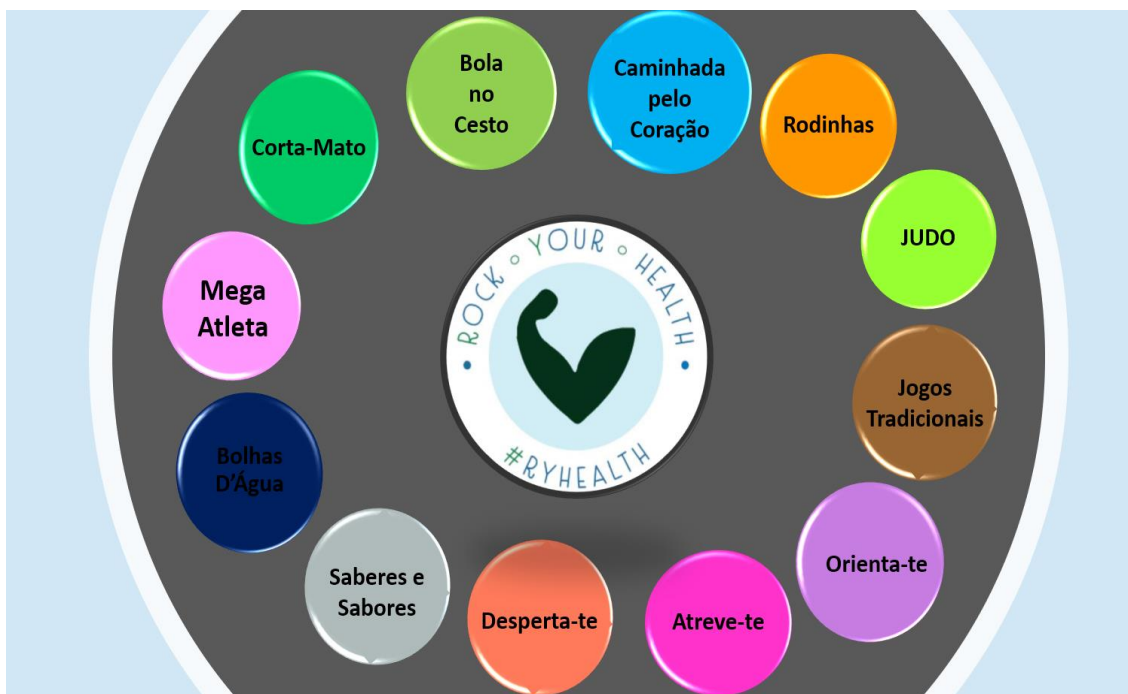 Bola
no
Cesto
Caminhada
pelo
Coração
Rodinhas
JUDO
Jogos
Tradicionais
Orienta-te
Atreve-te
Desperta-te
Saberes e
Sabores
Bolhas
D'Água
Mega
Atleta
Corta-Mato
• ROCK ○ YOUR ○ HEALTH •
#RYHEALTH